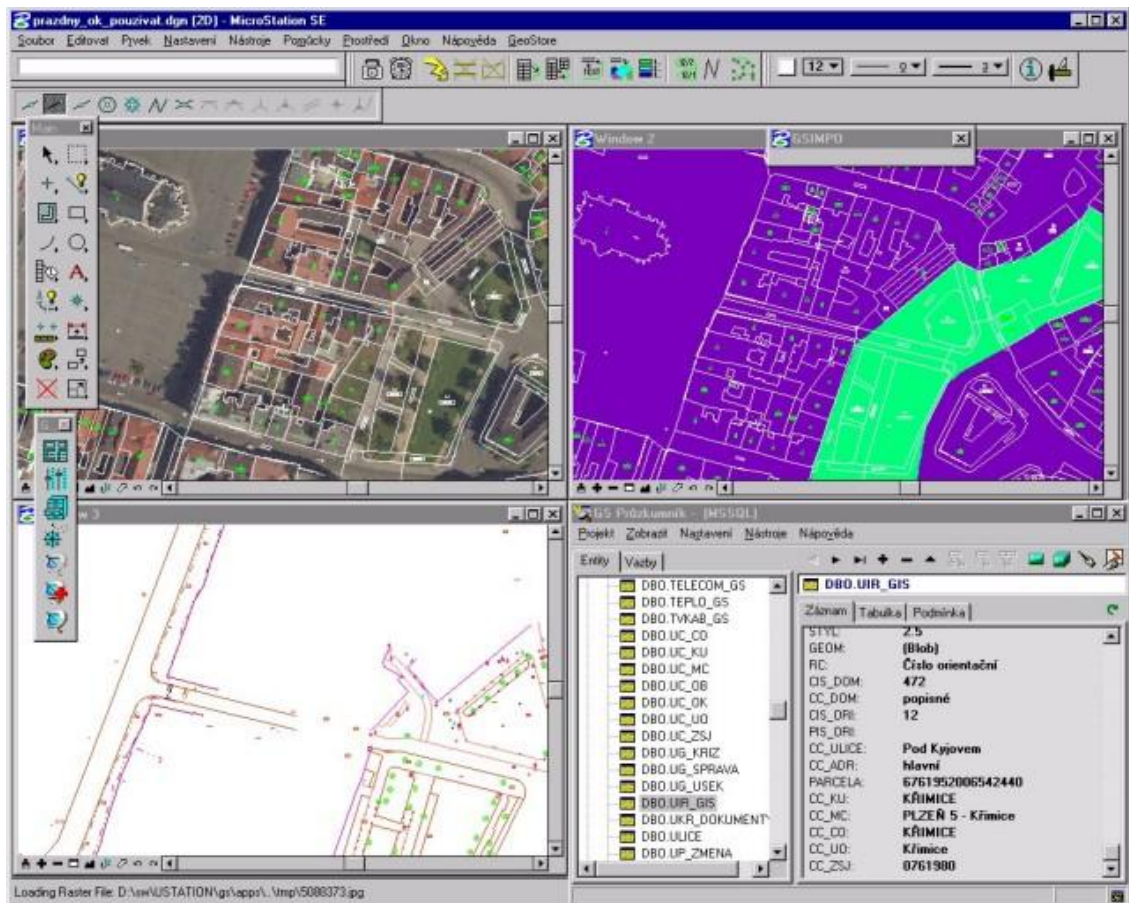 prazdny_ok_pouzivat.dgn (2D) - MicroStation SE
Soubor Editovat Prvek Nastavení Nástroje Pomůcky Prostředí Okno Nápověda GeoStore
12 0 3
Main
Window 2
GSIMPO
G
w 3
GS Průzkumník - (MSSQL)
Projekt Zobrazit Nastavení Nástroje Nápověda
Entity Vazby
DBO.TELECOM_GS
DBO.TEPLO_GS
DBO.TVKAB_GS
DBO.UC_CO
DBO.UC_KU
DBO.UC_MC
DBO.UC_OB
DBO.UC_OK
DBO.UC_UO
DBO.UC_ZSJ
DBO.UG_KRIZ
DBO.UG_SPRAVA
DBO.UG_USEK
DBO.UIR_GIS
DBO.UKR_DOKUMENT
DBO.ULICE
DBO.UP_ZMENA
DBO.UIR_GIS
Záznam Tabulka Podmínka
STYL: 2.5
GEOM: (Blob)
RC: Číslo orientační
CIS_DOM: 472
CC_DOM: popisné
CIS_ORI: 12
PIS_ORI:
CC_ULICE: Pod Kyjovem
CC_ADR: hlavní
PARCELA: 6761952006542440
CC_KU: KŘIMICE
CC_MC: PLZEŇ 5 - Křimice
CC_CO: KŘIMICE
CC_UO: Křimice
CC_ZSJ: 0761980
Loading Raster File: D:\sw\USTATION\gs\apps\..\tmp\5088373.jpg